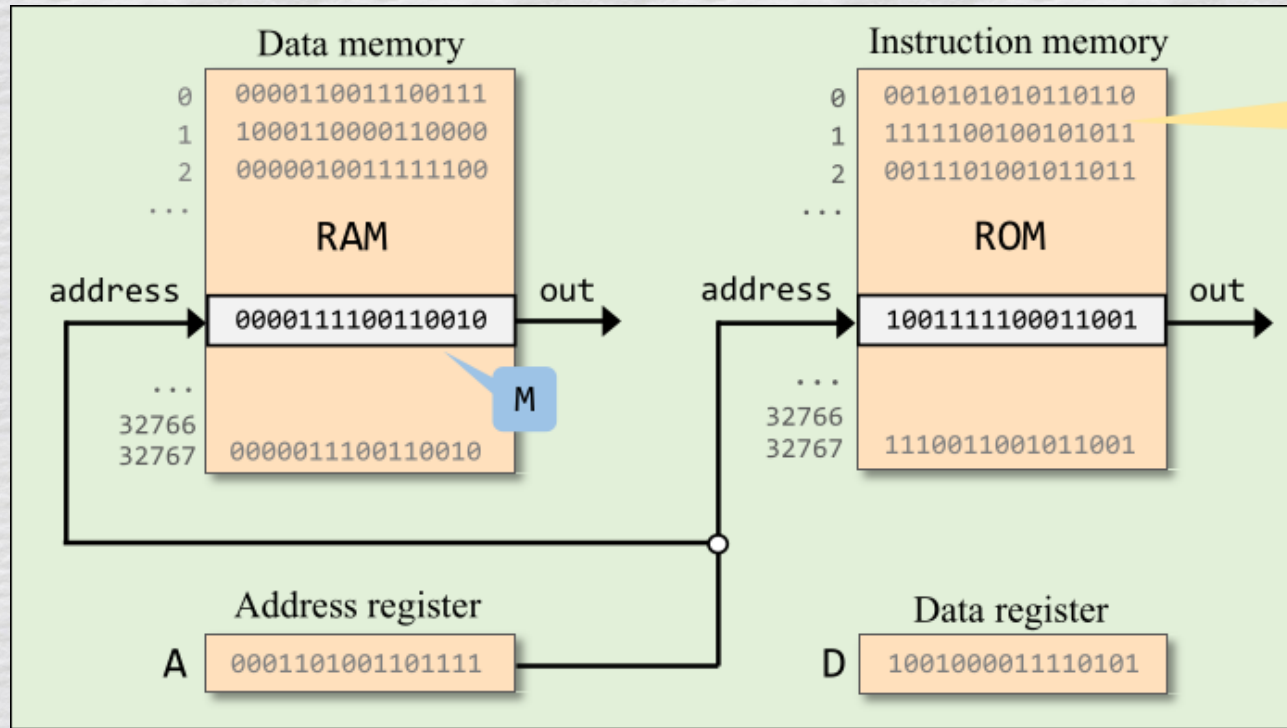 Data memory
0 0000110011100111
1 1000110000110000
2 0000010011111100
...
RAM
address
0000111100110010
out
M
...
32766
32767 0000011100110010
Instruction memory
0 0010101010110110
1 1111100100101011
2 0011101001011011
...
ROM
address
1001111100011001
out
...
32766
32767 1110011001011001
Address register
A 0001101001101111
Data register
D 1001000011110101